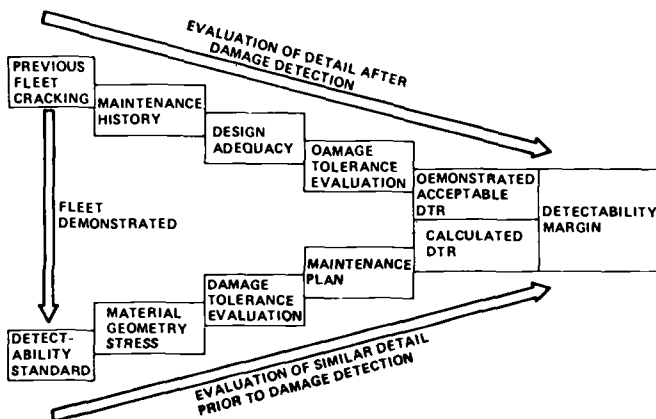 EVALUATION OF DETAIL AFTER
DAMAGE DETECTION
PREVIOUS
FLEET
CRACKING
MAINTENANCE
HISTORY
DESIGN
ADEQUACY
OAMAGE
TOLERANCE
EVALUATION
OEMONSTRATED
ACCEPTABLE
DTR
DETECTABILITY
MARGIN
CALCULATED
DTR
FLEET
DEMONSTRATED
MAINTENANCE
PLAN
DAMAGE
TOLERANCE
EVALUATION
MATERIAL
GEOMETRY
STRESS
DETECT-
ABILITY
STANDARD
EVALUATION OF SIMILAR DETAIL
PRIOR TO DAMAGE DETECTION